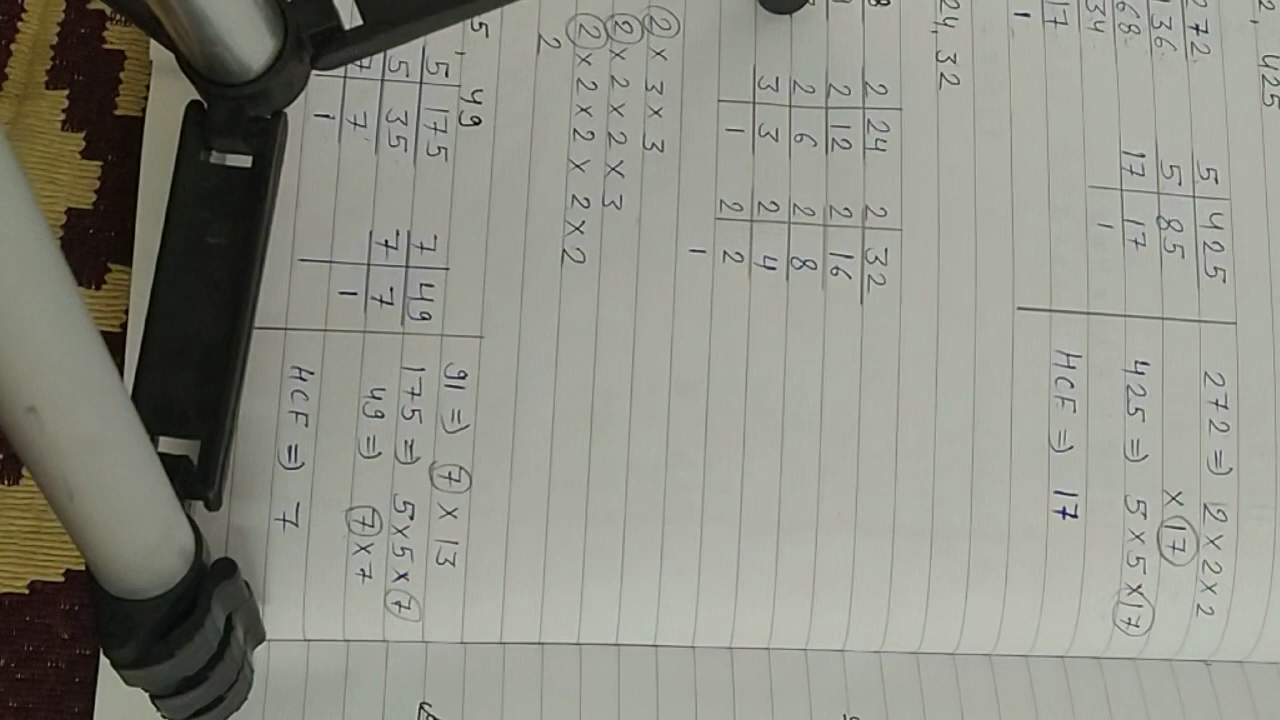 2, 425
272 5 | 425 272 => 2 × 2 × 2
136 5 | 85 × 17
68 17 | 17 425 => 5 × 5 × 17
34 1
17 HCF => 17
1
24, 32
2 | 24 2 | 32
2 | 12 2 | 16
2 | 6 2 | 8
3 | 3 2 | 4
1 2 | 2
1
2 × 3 × 3
2 × 2 × 2 × 3
2 × 2 × 2 × 2 × 2
2
5, 49
5 | 175 7 | 49 91 => 7 × 13
5 | 35 7 | 7 175 => 5 × 5 × 7
7 | 7 1 49 => 7 × 7
1
HCF => 7